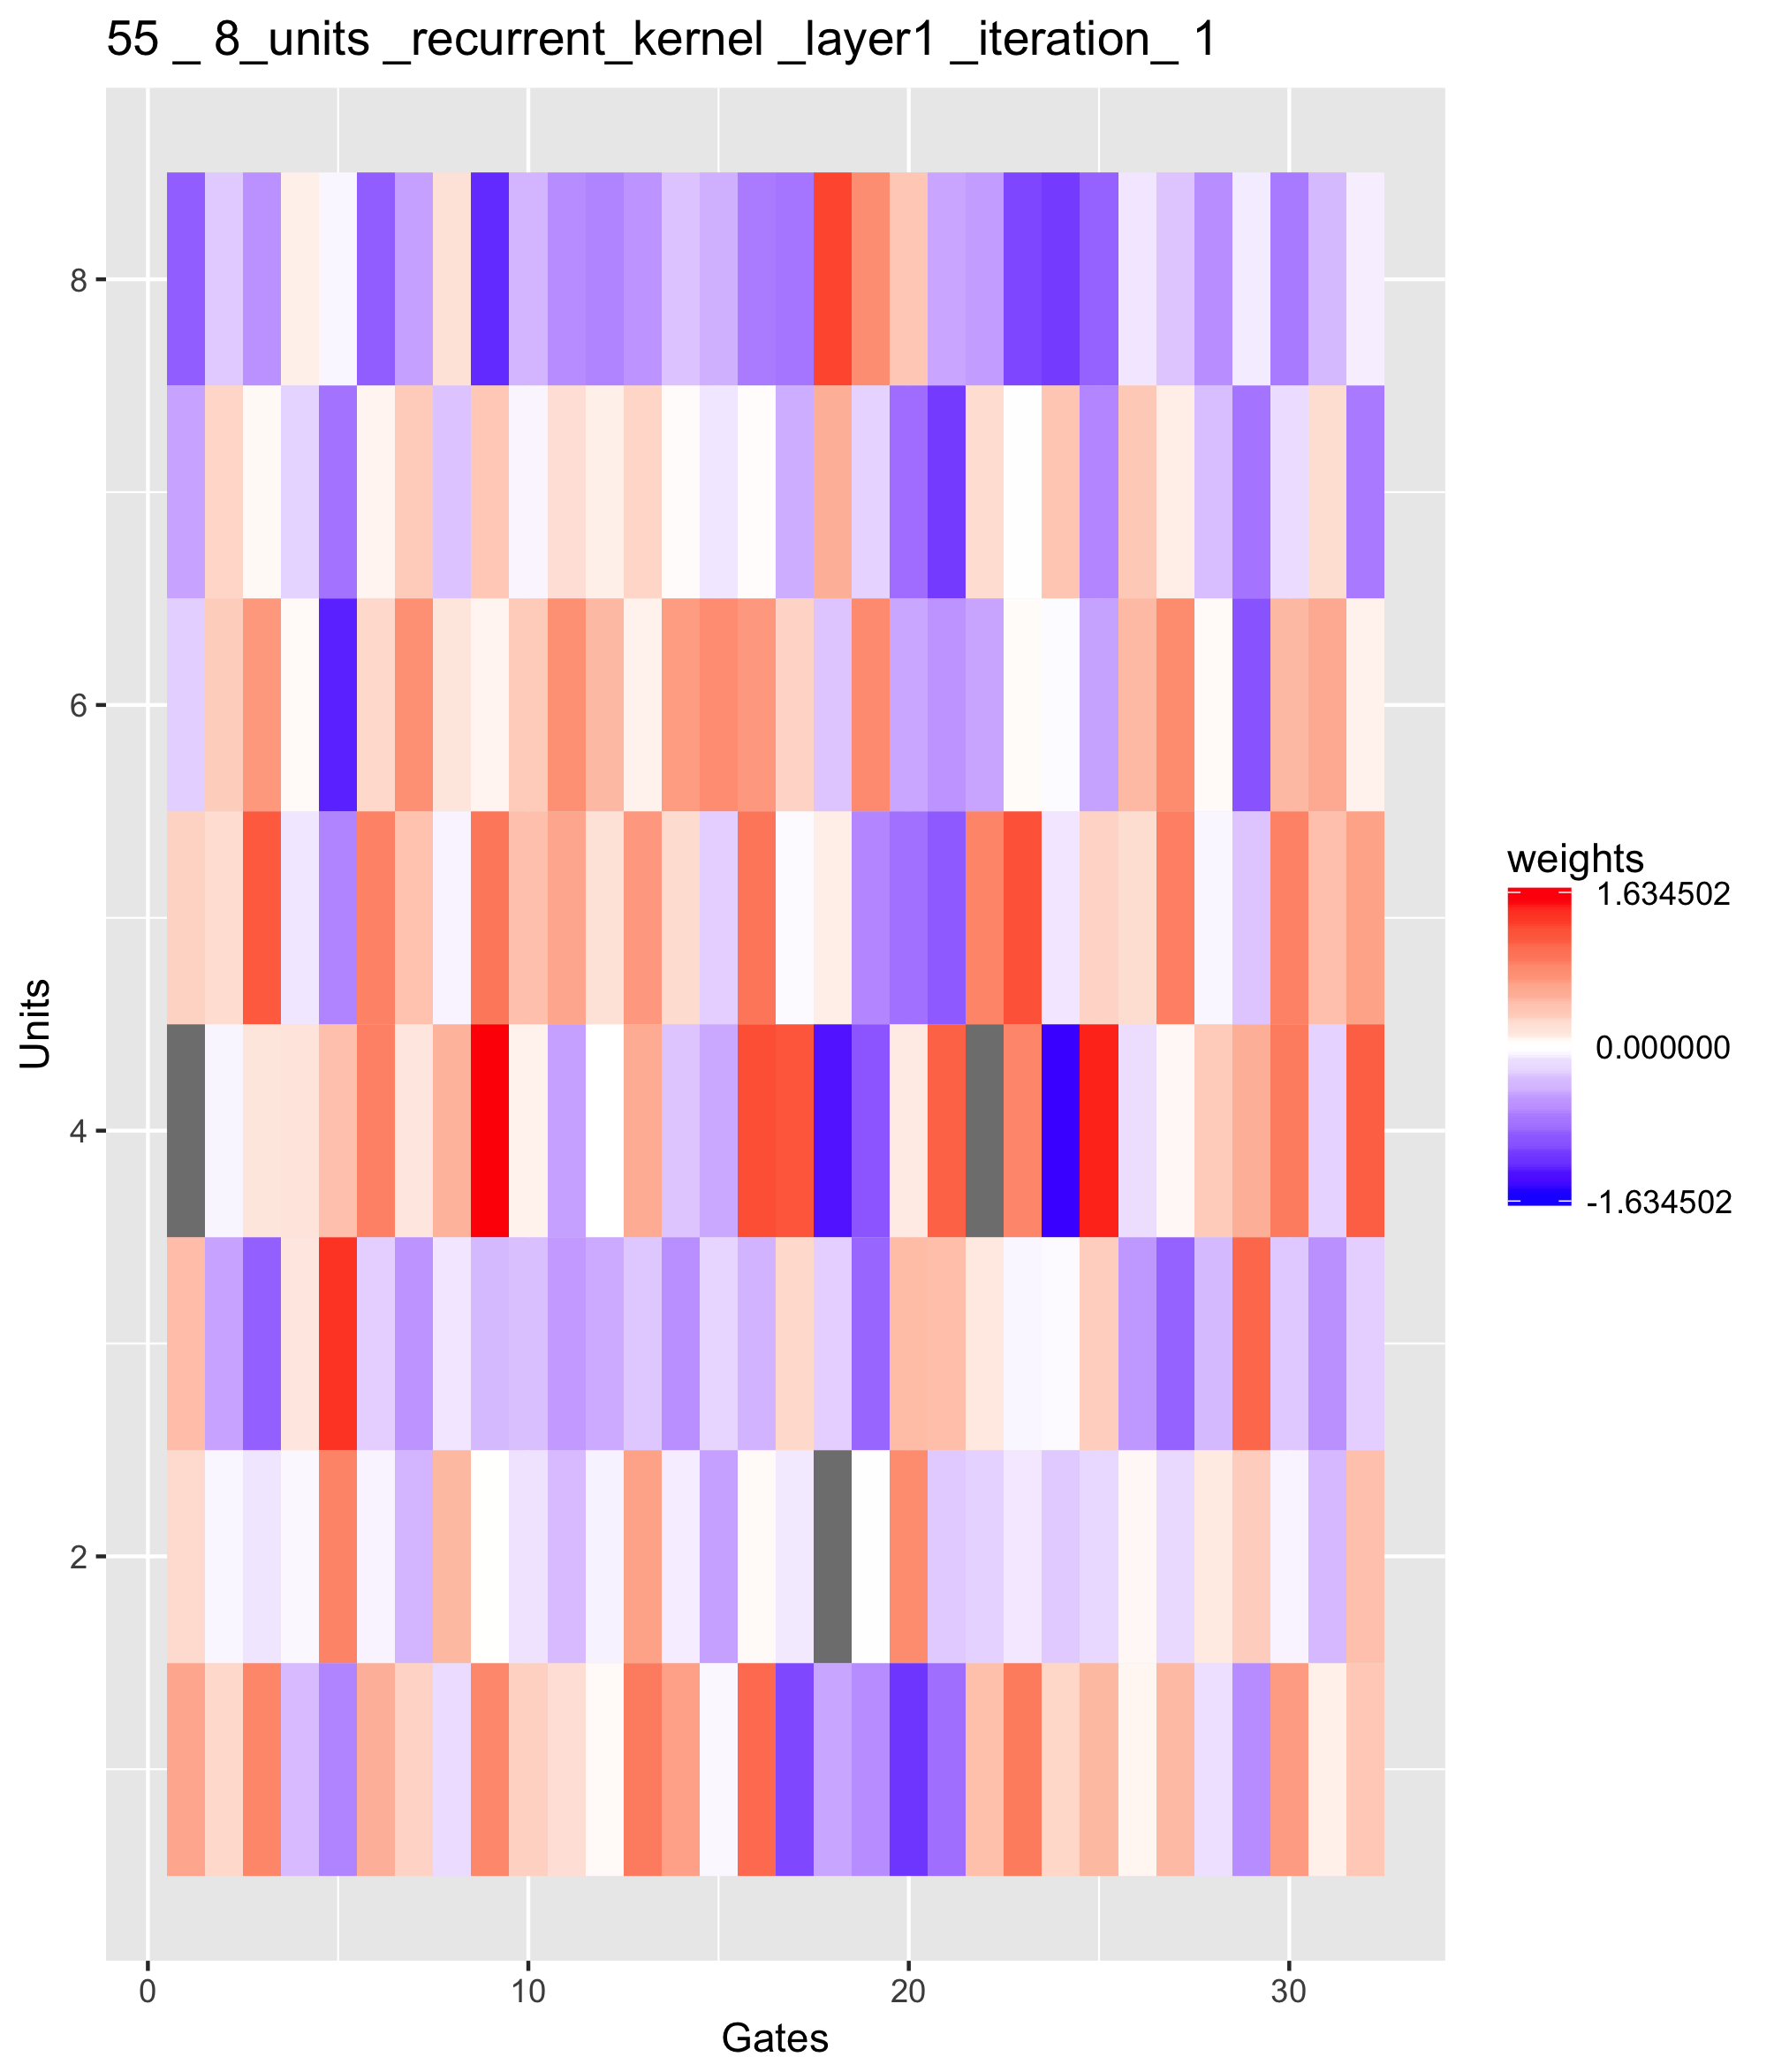 55 _ 8_units _recurrent_kernel _layer1 _iteration_ 1
8
6
4
2
Units
0 10 20 30
Gates
weights
1.634502
0.000000
-1.634502